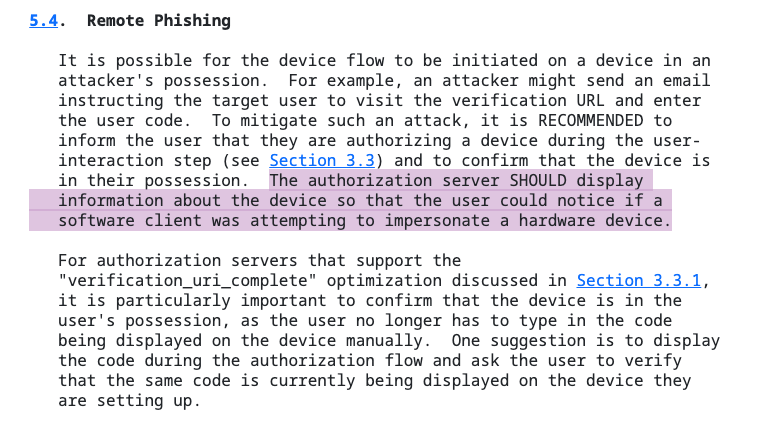 5.4. Remote Phishing
It is possible for the device flow to be initiated on a device in an
attacker's possession. For example, an attacker might send an email
instructing the target user to visit the verification URL and enter
the user code. To mitigate such an attack, it is RECOMMENDED to
inform the user that they are authorizing a device during the user-
interaction step (see Section 3.3) and to confirm that the device is
in their possession. The authorization server SHOULD display
information about the device so that the user could notice if a
software client was attempting to impersonate a hardware device.
For authorization servers that support the
"verification_uri_complete" optimization discussed in Section 3.3.1,
it is particularly important to confirm that the device is in the
user's possession, as the user no longer has to type in the code
being displayed on the device manually. One suggestion is to display
the code during the authorization flow and ask the user to verify
that the same code is currently being displayed on the device they
are setting up.